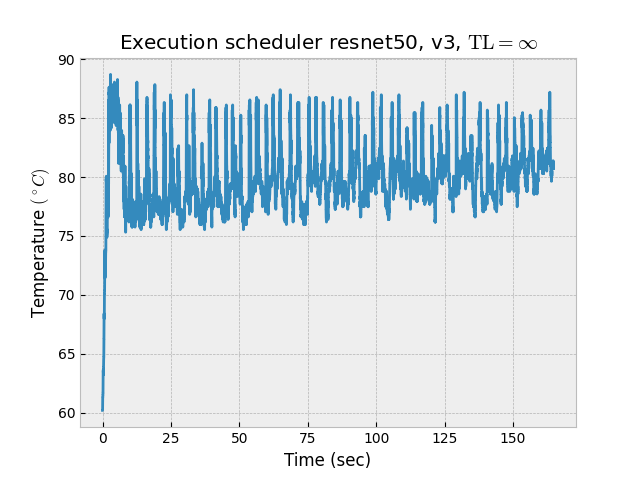 Execution scheduler resnet50, v3, TL = ∞
90
85
80
75
70
65
60
Temperature (°C)
0 25 50 75 100 125 150
Time (sec)